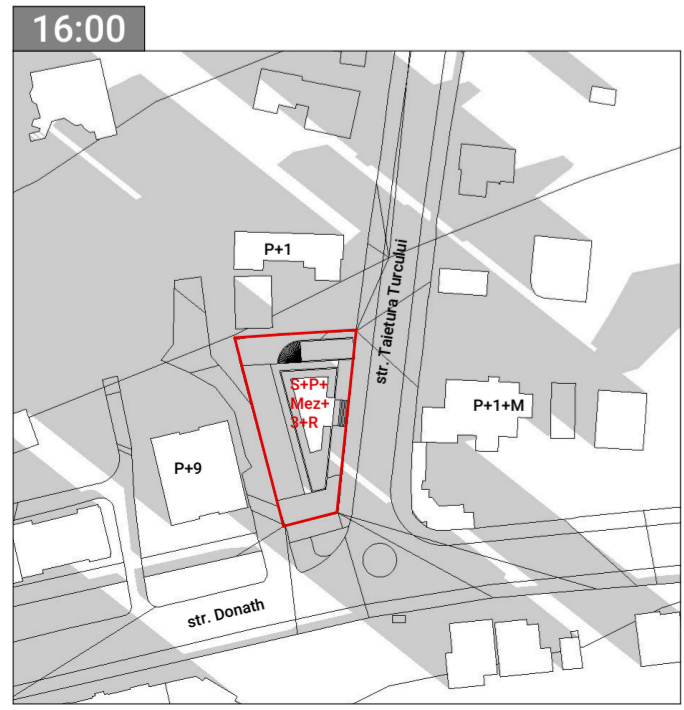 16:00
P+1
str. Taietura Turcului
S+P+
Mez+
3+R
P+1+M
P+9
str. Donath